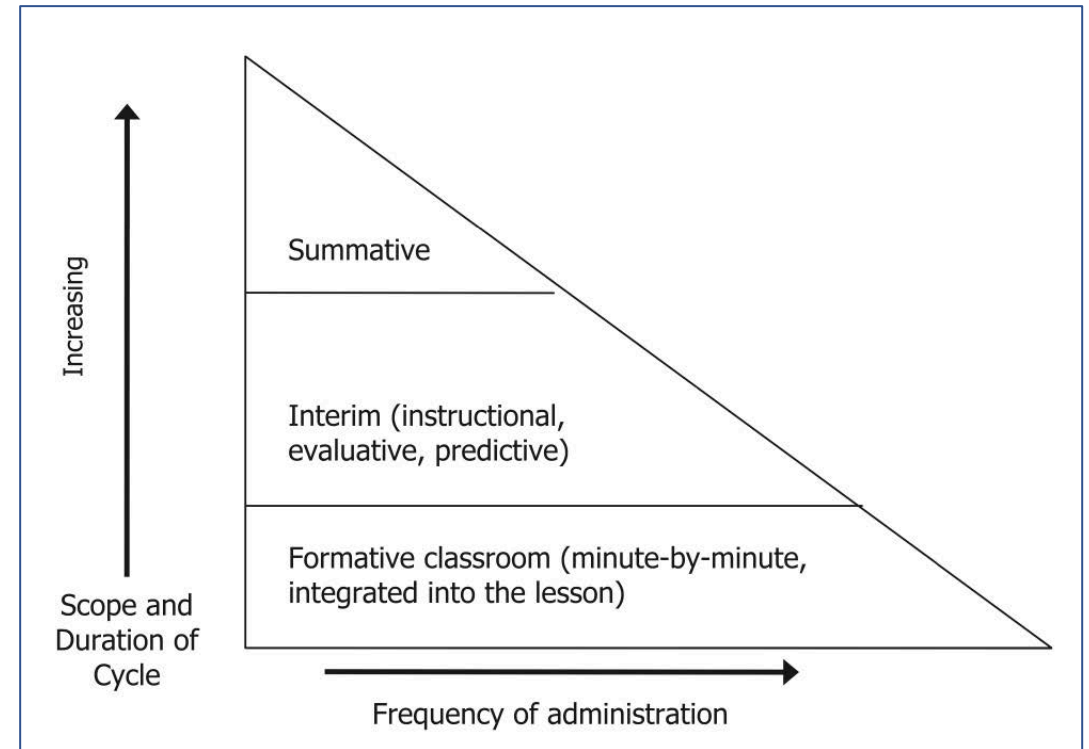 Summative
Increasing
Interim (instructional,
evaluative, predictive)
Formative classroom (minute-by-minute,
integrated into the lesson)
Scope and
Duration of
Cycle
Frequency of administration